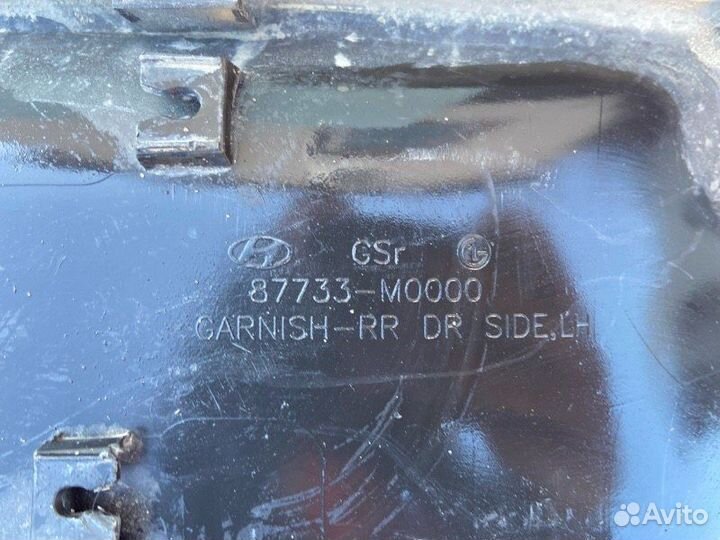 GSr
87733-M0000
GARNISH-RR DR SIDE,LH
Avito